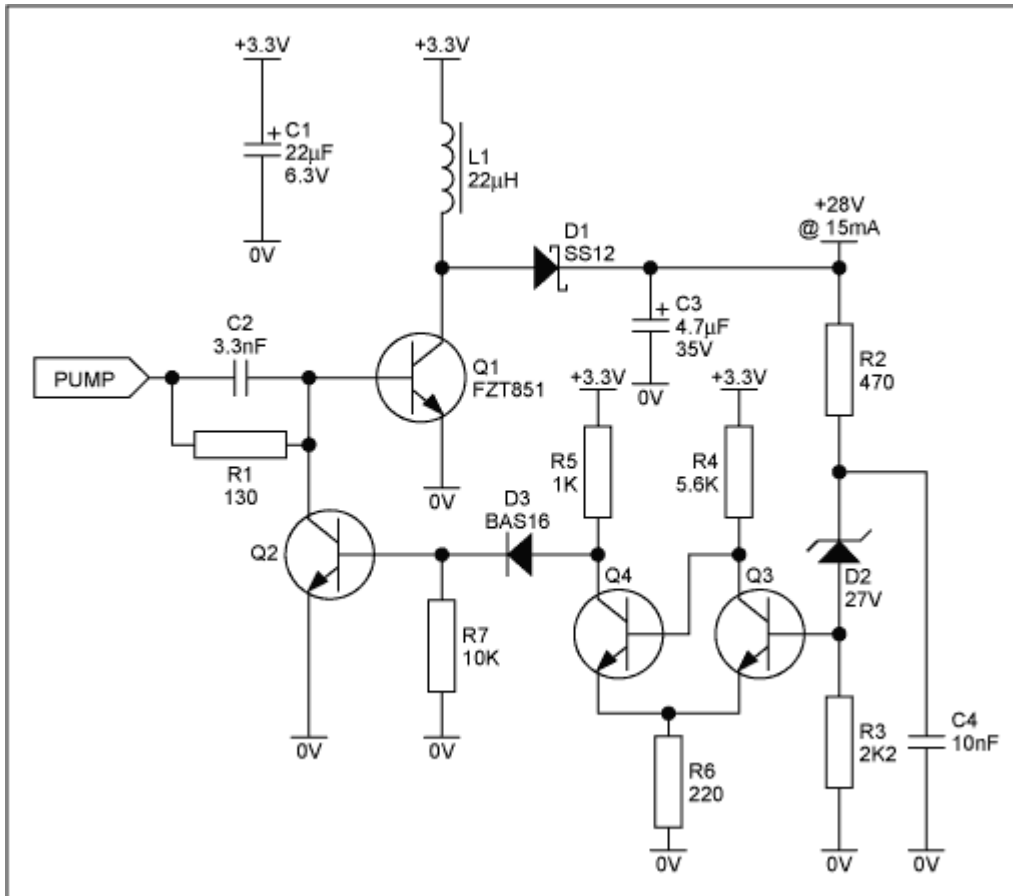 +3.3V
+3.3V
C1
22µF
6.3V
+
L1
22µH
0V
+28V
@ 15mA
D1
SS12
C2
3.3nF
C3
4.7µF
35V
+
R2
470
PUMP
Q1
FZT851
+3.3V
+3.3V
0V
R1
130
R5
1K
R4
5.6K
0V
D3
BAS16
Q2
Q4
Q3
D2
27V
R7
10K
R3
2K2
C4
10nF
0V
0V
R6
220
0V
0V
0V